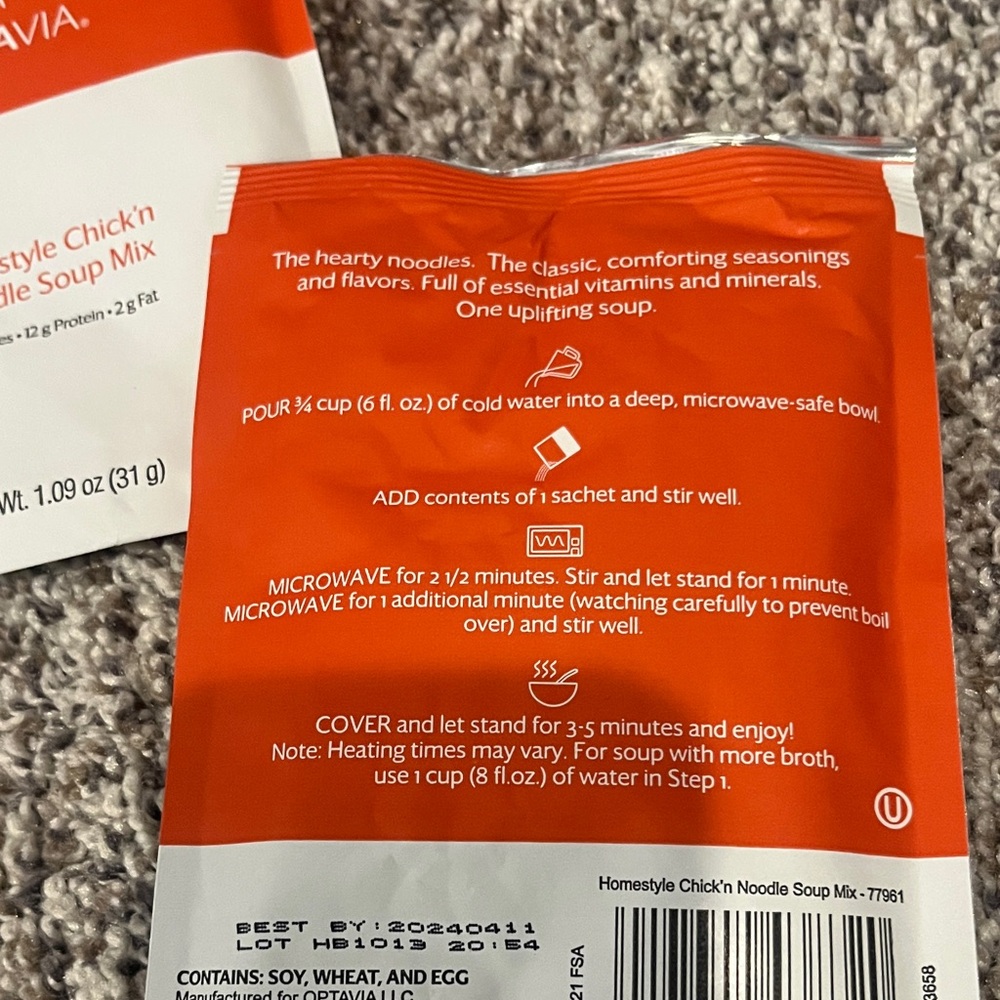 AVIA®
style Chick'n
dle Soup Mix
es • 12 g Protein • 2 g Fat
Wt. 1.09 oz (31 g)
The hearty noodles. The classic, comforting seasonings
and flavors. Full of essential vitamins and minerals.
One uplifting soup.
POUR ¾ cup (6 fl. oz.) of cold water into a deep, microwave-safe bowl.
ADD contents of 1 sachet and stir well.
MICROWAVE for 2 1/2 minutes. Stir and let stand for 1 minute.
MICROWAVE for 1 additional minute (watching carefully to prevent boil
over) and stir well.
COVER and let stand for 3-5 minutes and enjoy!
Note: Heating times may vary. For soup with more broth,
use 1 cup (8 fl.oz.) of water in Step 1.
U
Homestyle Chick'n Noodle Soup Mix - 77961
BEST BY:20240411
LOT HB1013 20:54
CONTAINS: SOY, WHEAT, AND EGG
Manufactured for OPTAVIA LLC
21 FSA
0658